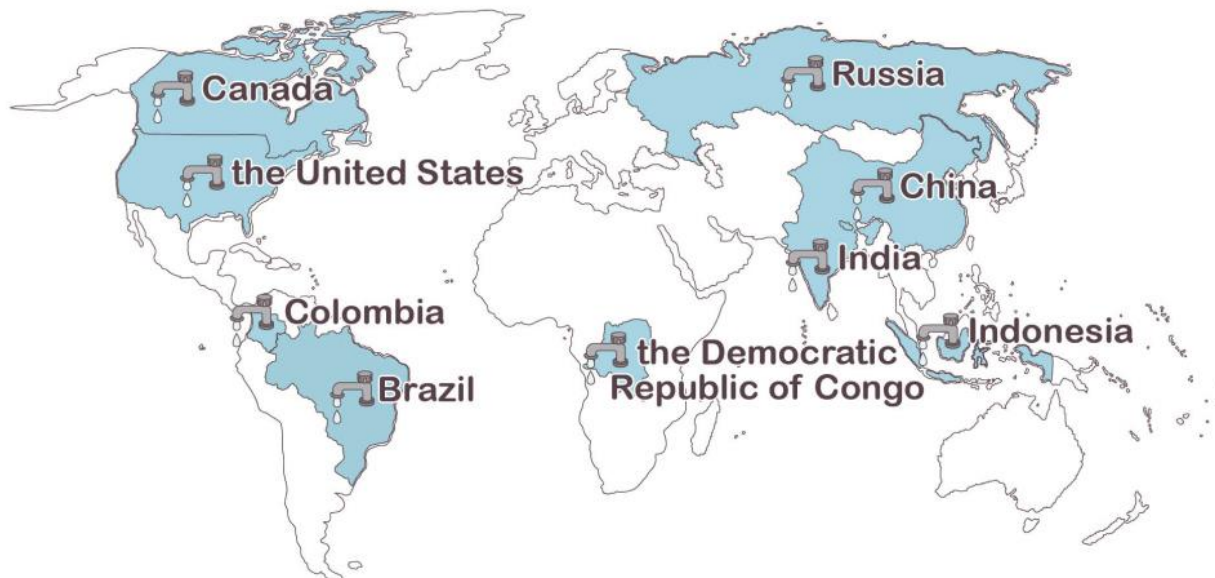 Canada
Russia
the United States
China
India
Colombia
Indonesia
the Democratic
Republic of Congo
Brazil